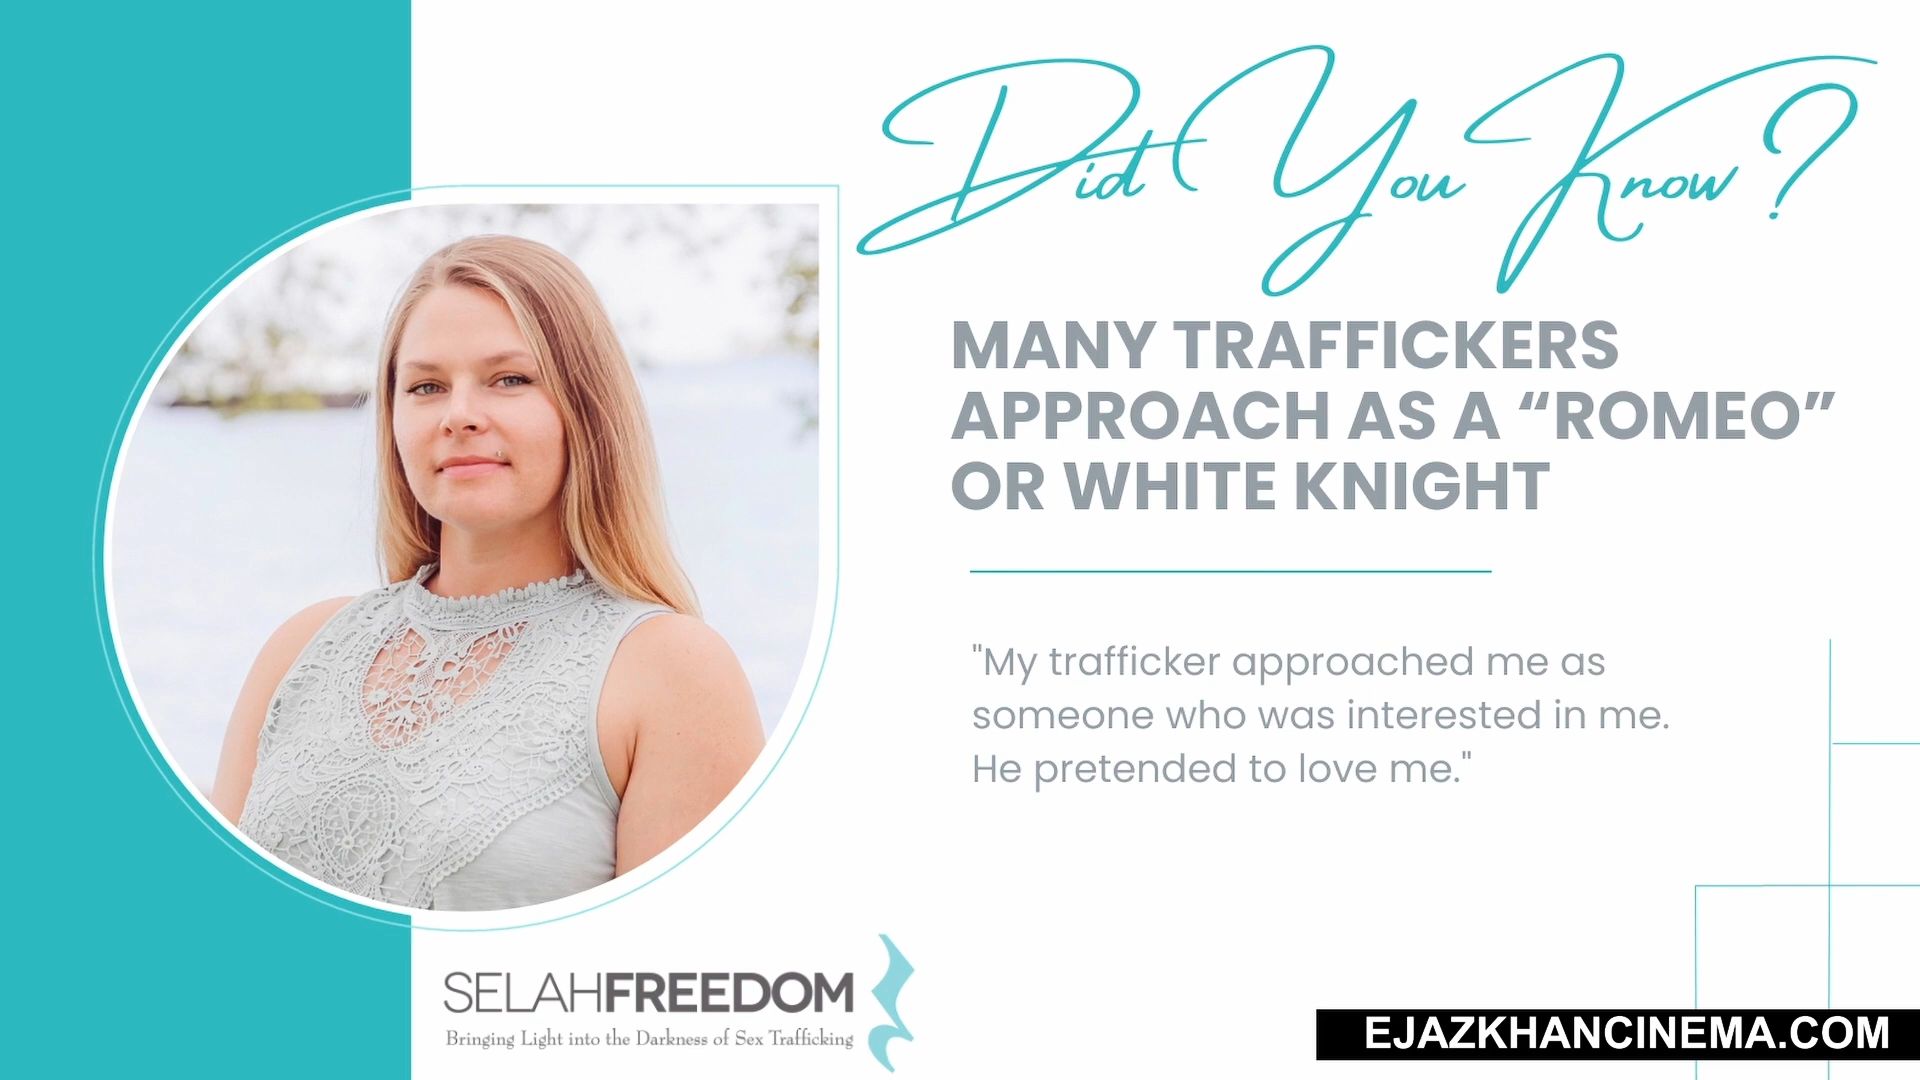 Did You Know?
MANY TRAFFICKERS
APPROACH AS A “ROMEO”
OR WHITE KNIGHT
"My trafficker approached me as
someone who was interested in me.
He pretended to love me."
SELAHFREEDOM
Bringing Light into the Darkness of Sex Trafficking
EJAZKHANCINEMA.COM